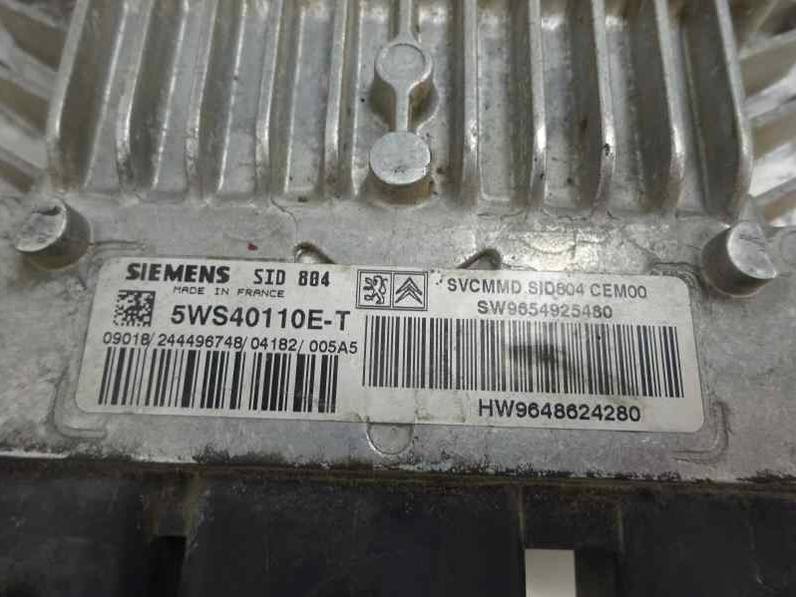 SIEMENS SID 804
MADE IN FRANCE
5WS40110E-T
09018/244496748/04182/005A5
SVCMMD SID804 CEM00
SW9654925480
HW9648624280